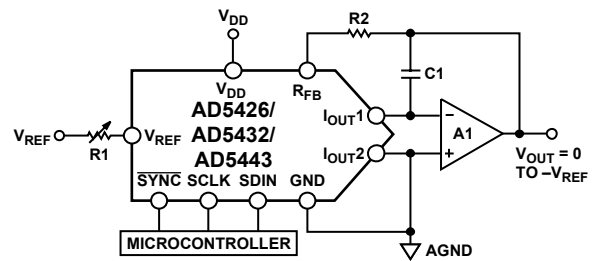 VDD
R2
VDD
RFB
C1
AD5426/
AD5432/
AD5443
IOUT1
VREF
R1
VREF
IOUT2
A1
−
+
SYNC SCLK SDIN GND
VOUT = 0
TO –VREF
MICROCONTROLLER
AGND